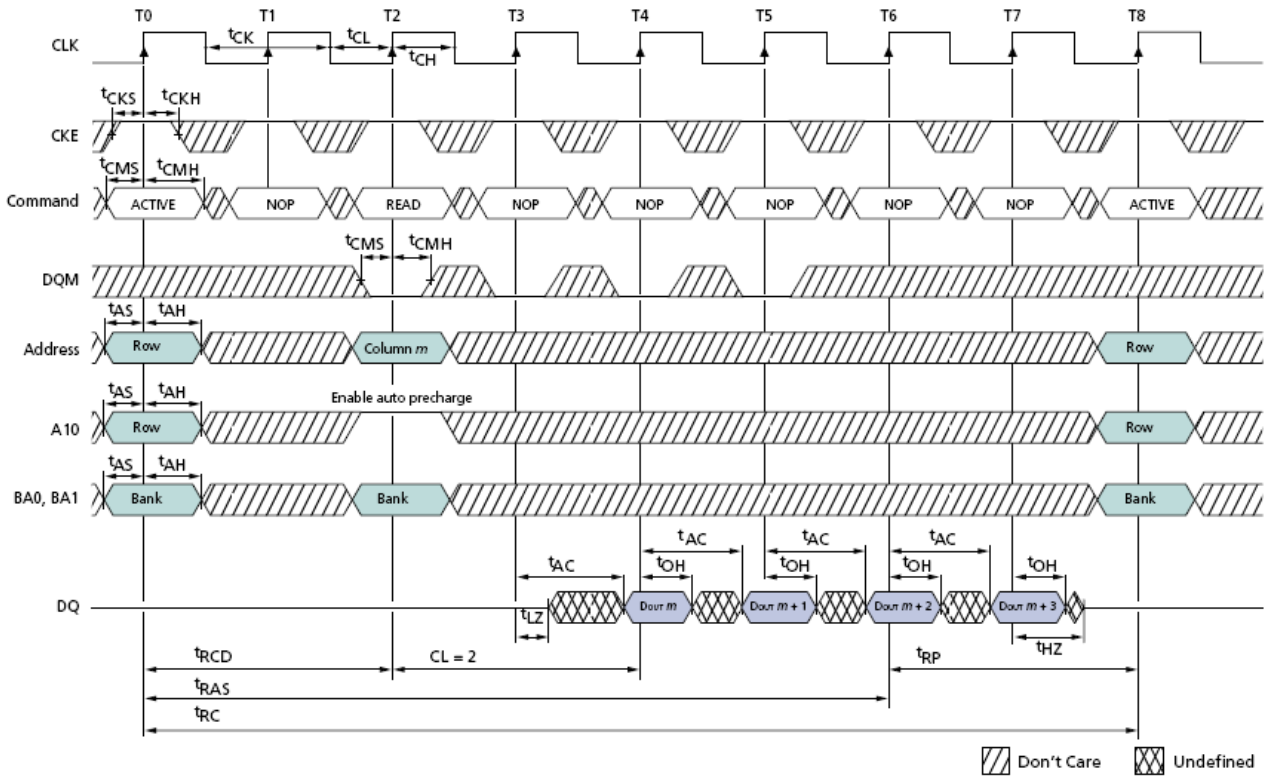 T0 T1 T2 T3 T4 T5 T6 T7 T8
CLK tCK tCL tCH
tCKS tCKH
CKE
tCMS tCMH
Command ACTIVE NOP READ NOP NOP NOP NOP NOP ACTIVE
tCMS tCMH
DQM
tAS tAH
Address Row Column m Row
tAS tAH Enable auto precharge
A10 Row Row
tAS tAH
BA0, BA1 Bank Bank Bank
tAC tAC tAC tAC
tOH tOH tOH tOH
DQ DOUT m DOUT m + 1 DOUT m + 2 DOUT m + 3
tLZ tHZ
tRCD CL = 2 tRP
tRAS
tRC
Don't Care Undefined